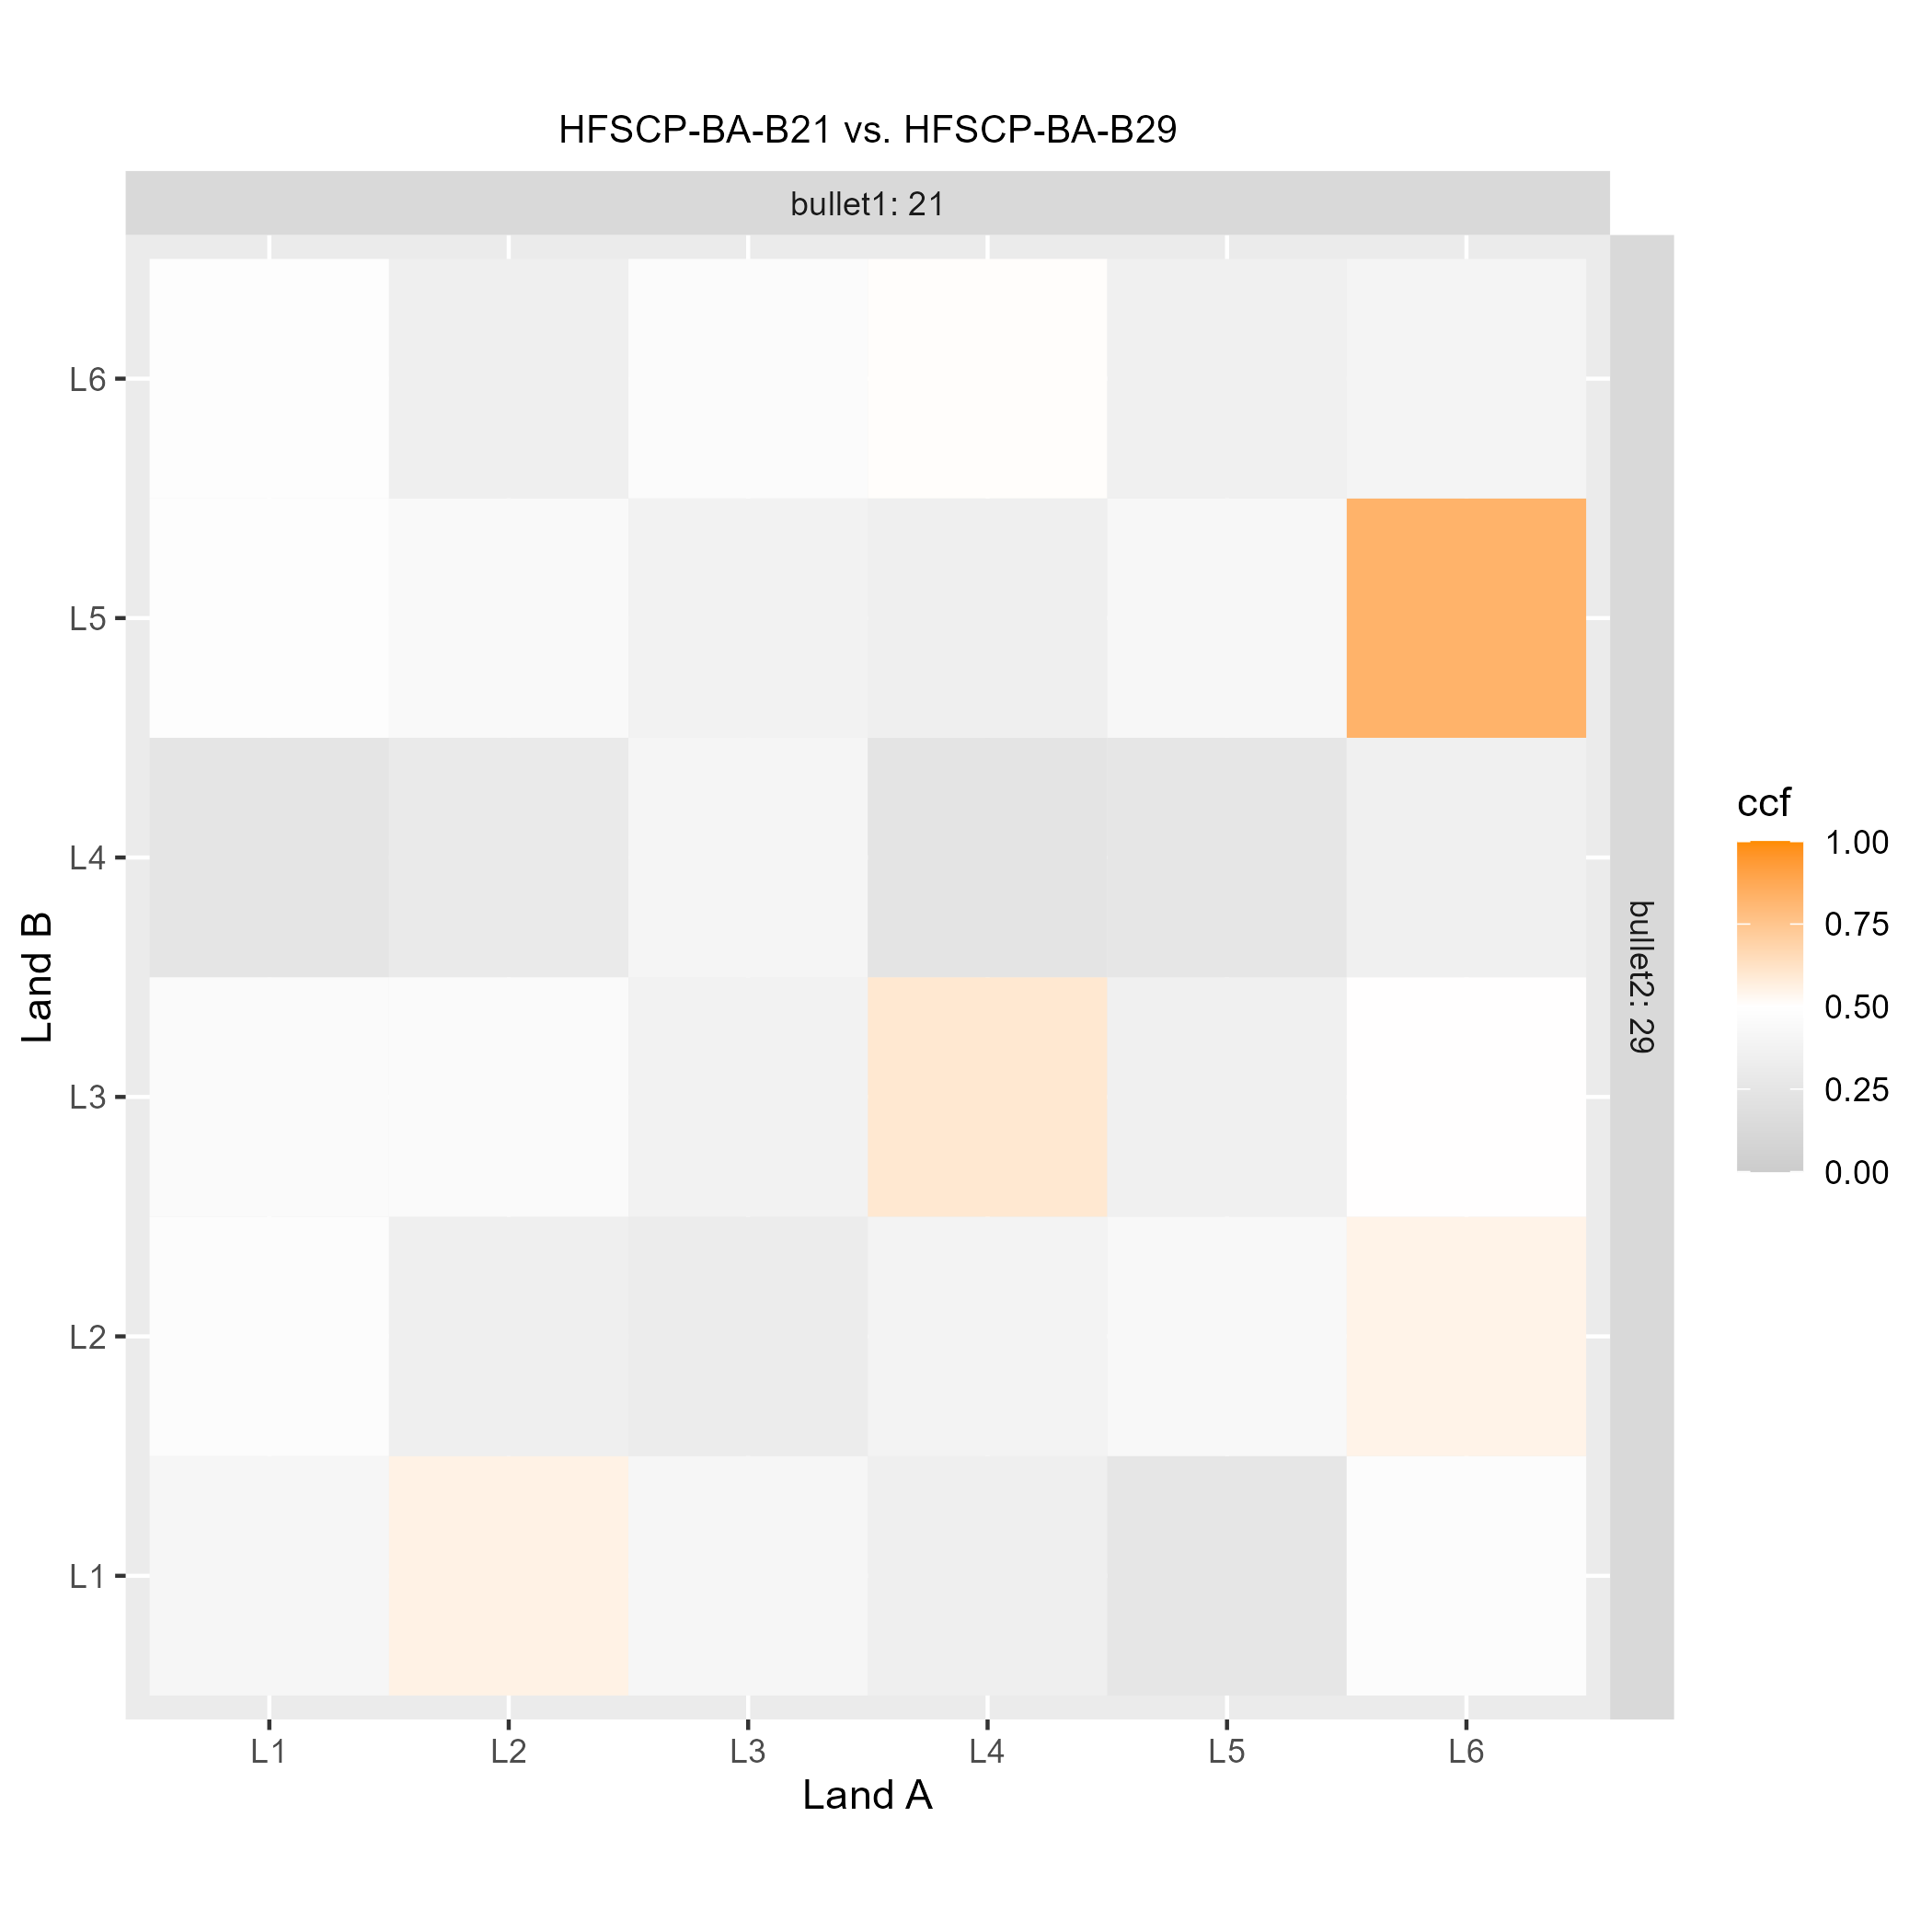 HFSCP-BA-B21 vs. HFSCP-BA-B29
bullet1: 21
L6
L5
L4
L3
L2
L1
Land B
bullet2: 29
L1 L2 L3 L4 L5 L6
Land A
ccf
1.00
0.75
0.50
0.25
0.00